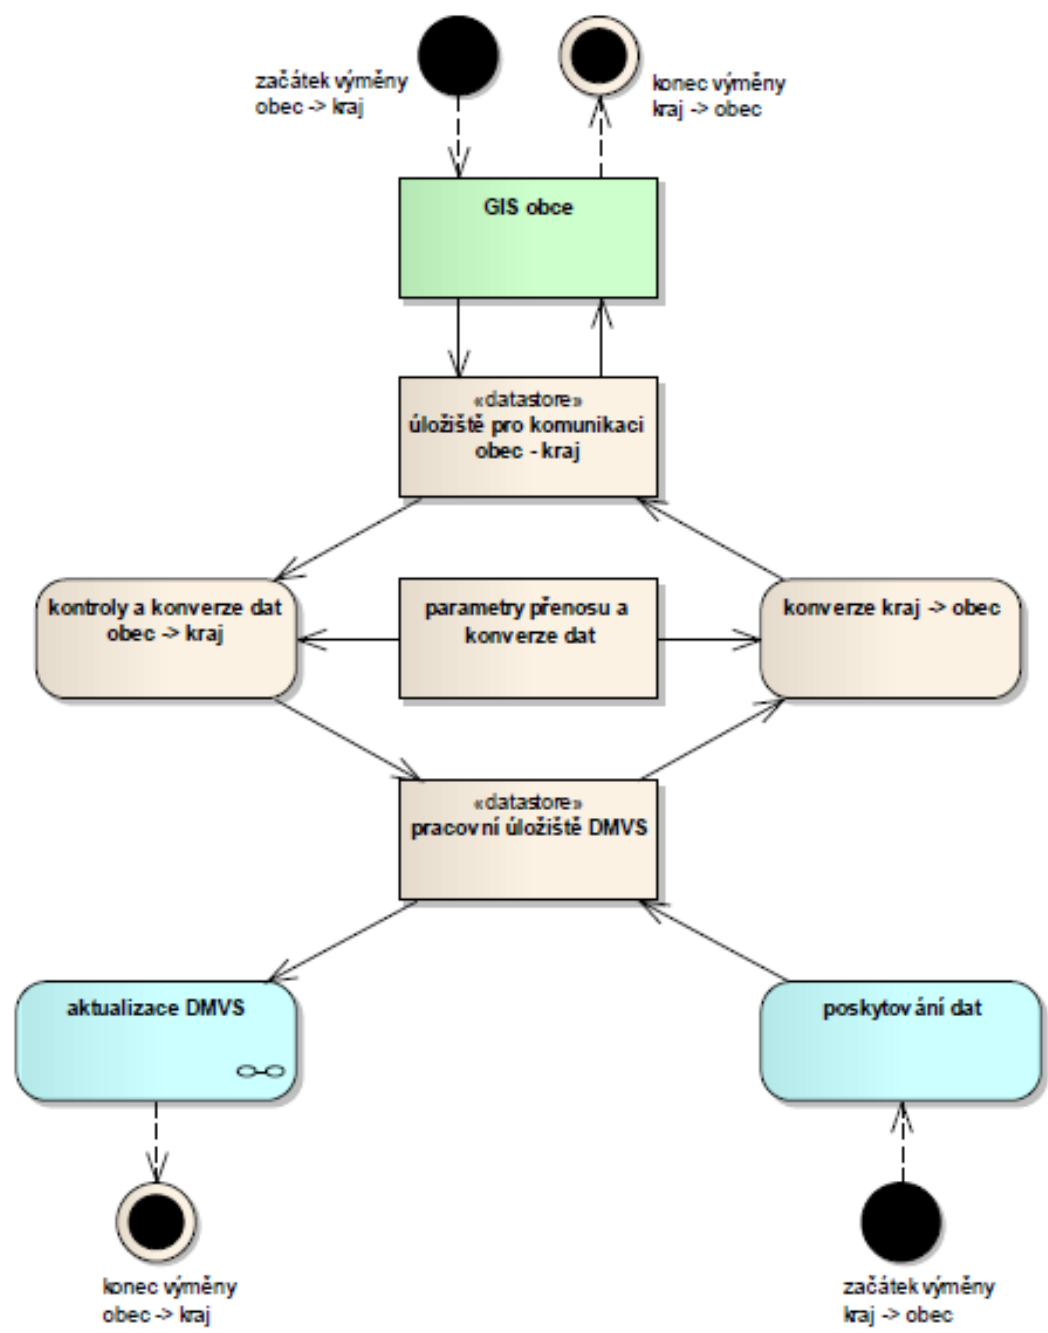 začátek výměny
obec -> kraj
konec výměny
kraj -> obec
GIS obce
«datastore»
úložiště pro komunikaci
obec - kraj
kontroly a konverze dat
obec -> kraj
parametry přenosu a
konverze dat
konverze kraj -> obec
«datastore»
pracovní úložiště DMVS
aktualizace DMVS
poskytování dat
konec výměny
obec -> kraj
začátek výměny
kraj -> obec